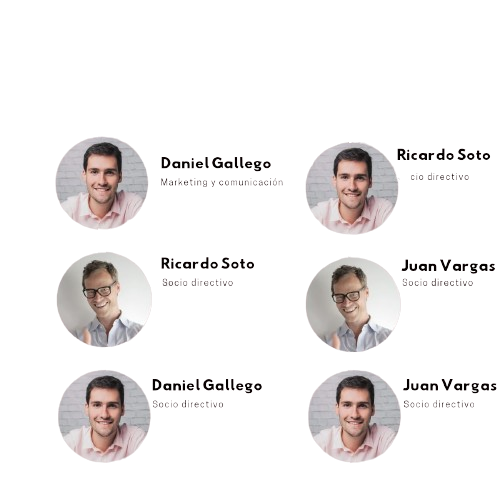 Daniel Gallego
Marketing y comunicación
Ricardo Soto
cio directivo
Ricardo Soto
Socio directivo
Juan Vargas
Socio directivo
Daniel Gallego
Socio directivo
Juan Vargas
Socio directivo